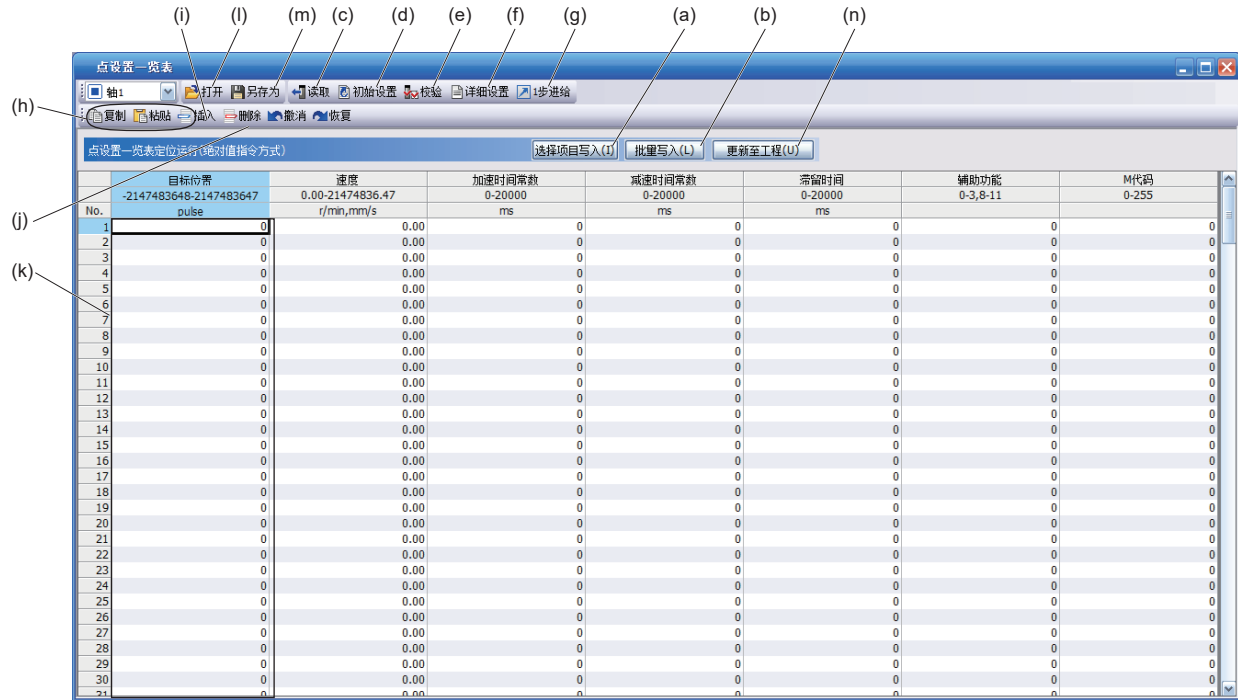 (i) (l) (m) (c) (d) (e) (f) (g) (a) (b) (n)
点设置一览表
轴1 打开 另存为 读取 初始设置 校验 详细设置 1步进给
(h)
复制 粘贴 插入 删除 撤消 恢复
点设置一览表定位运行(绝对值指令方式) 选择项目写入(I) 批量写入(L) 更新至工程(U)
目标位置 速度 加速时间常数 减速时间常数 滞留时间 辅助功能 M代码
-2147483648-2147483647 0.00-21474836.47 0-20000 0-20000 0-20000 0-3,8-11 0-255
No. pulse r/min,mm/s ms ms ms
(j)
1 0 0.00 0 0 0 0 0
2 0 0.00 0 0 0 0 0
3 0 0.00 0 0 0 0 0
(k)
4 0 0.00 0 0 0 0 0
5 0 0.00 0 0 0 0 0
6 0 0.00 0 0 0 0 0
7 0 0.00 0 0 0 0 0
8 0 0.00 0 0 0 0 0
9 0 0.00 0 0 0 0 0
10 0 0.00 0 0 0 0 0
11 0 0.00 0 0 0 0 0
12 0 0.00 0 0 0 0 0
13 0 0.00 0 0 0 0 0
14 0 0.00 0 0 0 0 0
15 0 0.00 0 0 0 0 0
16 0 0.00 0 0 0 0 0
17 0 0.00 0 0 0 0 0
18 0 0.00 0 0 0 0 0
19 0 0.00 0 0 0 0 0
20 0 0.00 0 0 0 0 0
21 0 0.00 0 0 0 0 0
22 0 0.00 0 0 0 0 0
23 0 0.00 0 0 0 0 0
24 0 0.00 0 0 0 0 0
25 0 0.00 0 0 0 0 0
26 0 0.00 0 0 0 0 0
27 0 0.00 0 0 0 0 0
28 0 0.00 0 0 0 0 0
29 0 0.00 0 0 0 0 0
30 0 0.00 0 0 0 0 0
31 0 0.00 0 0 0 0 0